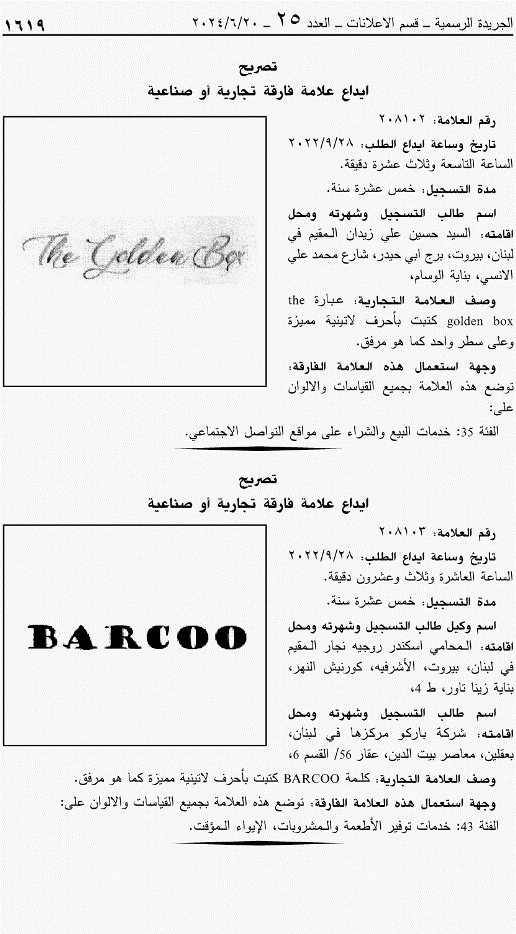 الجريدة الرسمية ــ قسم الاعلانات ــ العدد ٢٥ ــ ٢٠٢٤/٦/٢٠
١٦١٩
تصريح
ايداع علامة فارقة تجارية أو صناعية
The Golden Box
رقم العلامة: ٢٠٨١٠٢
تاريخ وساعة ايداع الطلب: ٢٠٢٢/٩/٢٨
الساعة التاسعة وثلاث عشرة دقيقة.
مدة التسجيل: خمس عشرة سنة.
اسم طالب التسجيل وشهرته ومحل
اقامته: السيد حسين علي زيدان المقيم في
لبنان، بيروت، برج ابي حيدر، شارع محمد علي
الانسي، بناية الوسام،
وصف العلامة التجارية: عبارة the
golden box كتبت بأحرف لاتينية مميزة
وعلى سطر واحد كما هو مرفق.
وجهة استعمال هذه العلامة الفارقة:
توضع هذه العلامة بجميع القياسات والالوان
على:
الفئة 35: خدمات البيع والشراء على مواقع التواصل الاجتماعي.
تصريح
ايداع علامة فارقة تجارية أو صناعية
BARCOO
رقم العلامة: ٢٠٨١٠٣
تاريخ وساعة ايداع الطلب: ٢٠٢٢/٩/٢٨
الساعة العاشرة وثلاث وعشرون دقيقة.
مدة التسجيل: خمس عشرة سنة.
اسم وكيل طالب التسجيل وشهرته ومحل
اقامته: المحامي اسكندر روجيه نجار المقيم
في لبنان، بيروت، الأشرفيه، كورنيش النهر،
بناية زينا تاور، ط 4،
اسم طالب التسجيل وشهرته ومحل
اقامته: شركة باركو مركزها في لبنان،
بعقلين، معاصر بيت الدين، عقار 56/ القسم 6،
وصف العلامة التجارية: كلمة BARCOO كتبت بأحرف لاتينية مميزة كما هو مرفق.
وجهة استعمال هذه العلامة الفارقة: توضع هذه العلامة بجميع القياسات والالوان على:
الفئة 43: خدمات توفير الأطعمة والمشروبات، الإيواء المؤقت.